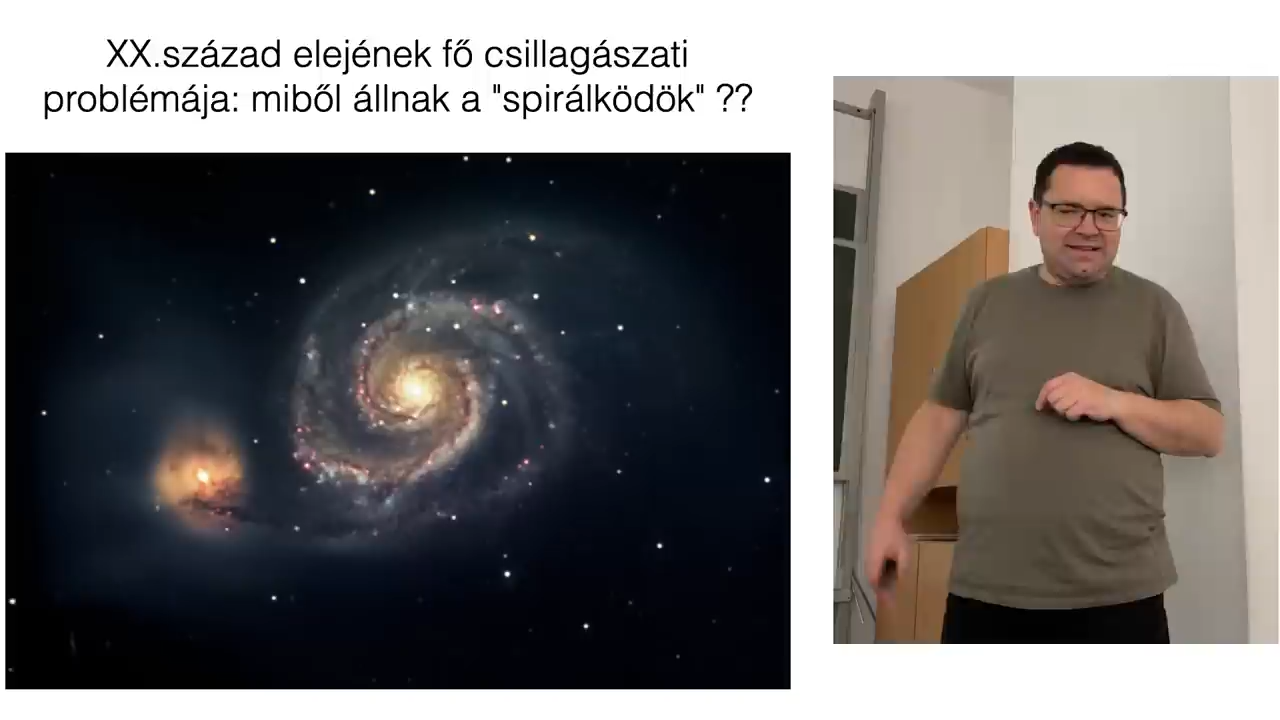 XX.század elejének fő csillagászati
problémája: miből állnak a "spirálködök" ??